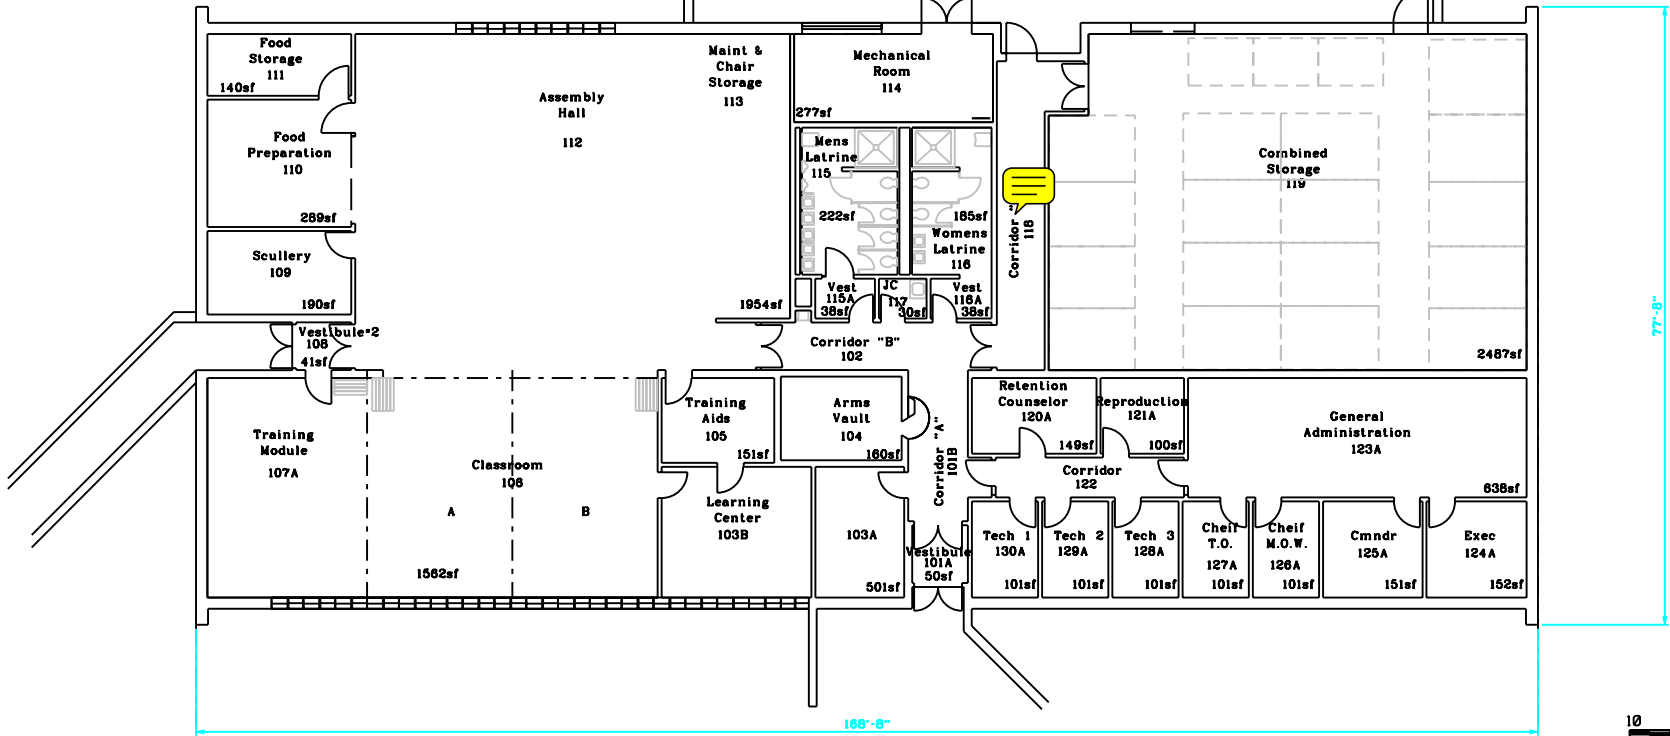 Food
Storage
111
140sf
Food
Preparation
110
289sf
Scullery
109
190sf
Vestibule-2
108
41sf
Assembly
Hall
112
Maint &
Chair
Storage
113
1954sf
Mechanical
Room
114
277sf
Mens
Latrine
115
222sf
185sf
Womens
Latrine
116
Vest
115A
38sf
JC
117
30sf
Vest
116A
38sf
Corridor "B"
102
Corridor
118
Combined
Storage
119
2487sf
77'-8"
Training
Module
107A
Classroom
106
A
B
1562sf
Training
Aids
105
151sf
Arms
Vault
104
160sf
Learning
Center
103B
103A
501sf
Corridor "A"
101B
Vestibule
101A
50sf
Retention
Counselor
120A
149sf
Reproduction
121A
100sf
General
Administration
123A
638sf
Corridor
122
Tech 1
130A
101sf
Tech 2
129A
101sf
Tech 3
128A
101sf
Cheif
T.O.
127A
101sf
Cheif
M.O.W.
126A
101sf
Cmndr
125A
151sf
Exec
124A
152sf
168'-8"
10